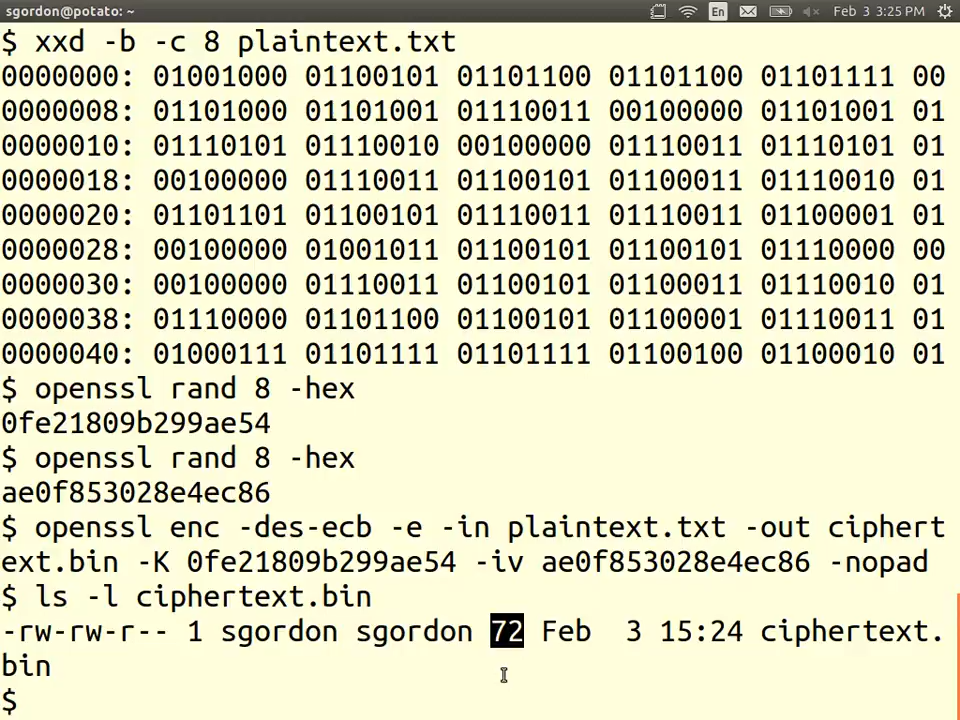 sgordon@potato: ~ En Feb 3 3:25 PM
$ xxd -b -c 8 plaintext.txt
0000000: 01001000 01100101 01101100 01101100 01101111 00
0000008: 01101000 01101001 01110011 00100000 01101001 01
0000010: 01110101 01110010 00100000 01110011 01110101 01
0000018: 00100000 01110011 01100101 01100011 01110010 01
0000020: 01101101 01100101 01110011 01110011 01100001 01
0000028: 00100000 01001011 01100101 01100101 01110000 00
0000030: 00100000 01110011 01100101 01100011 01110010 01
0000038: 01110000 01101100 01100101 01100001 01110011 01
0000040: 01000111 01101111 01101111 01100100 01100010 01
$ openssl rand 8 -hex
0fe21809b299ae54
$ openssl rand 8 -hex
ae0f853028e4ec86
$ openssl enc -des-ecb -e -in plaintext.txt -out ciphert
ext.bin -K 0fe21809b299ae54 -iv ae0f853028e4ec86 -nopad
$ ls -l ciphertext.bin
-rw-rw-r-- 1 sgordon sgordon 72 Feb  3 15:24 ciphertext.
bin
$